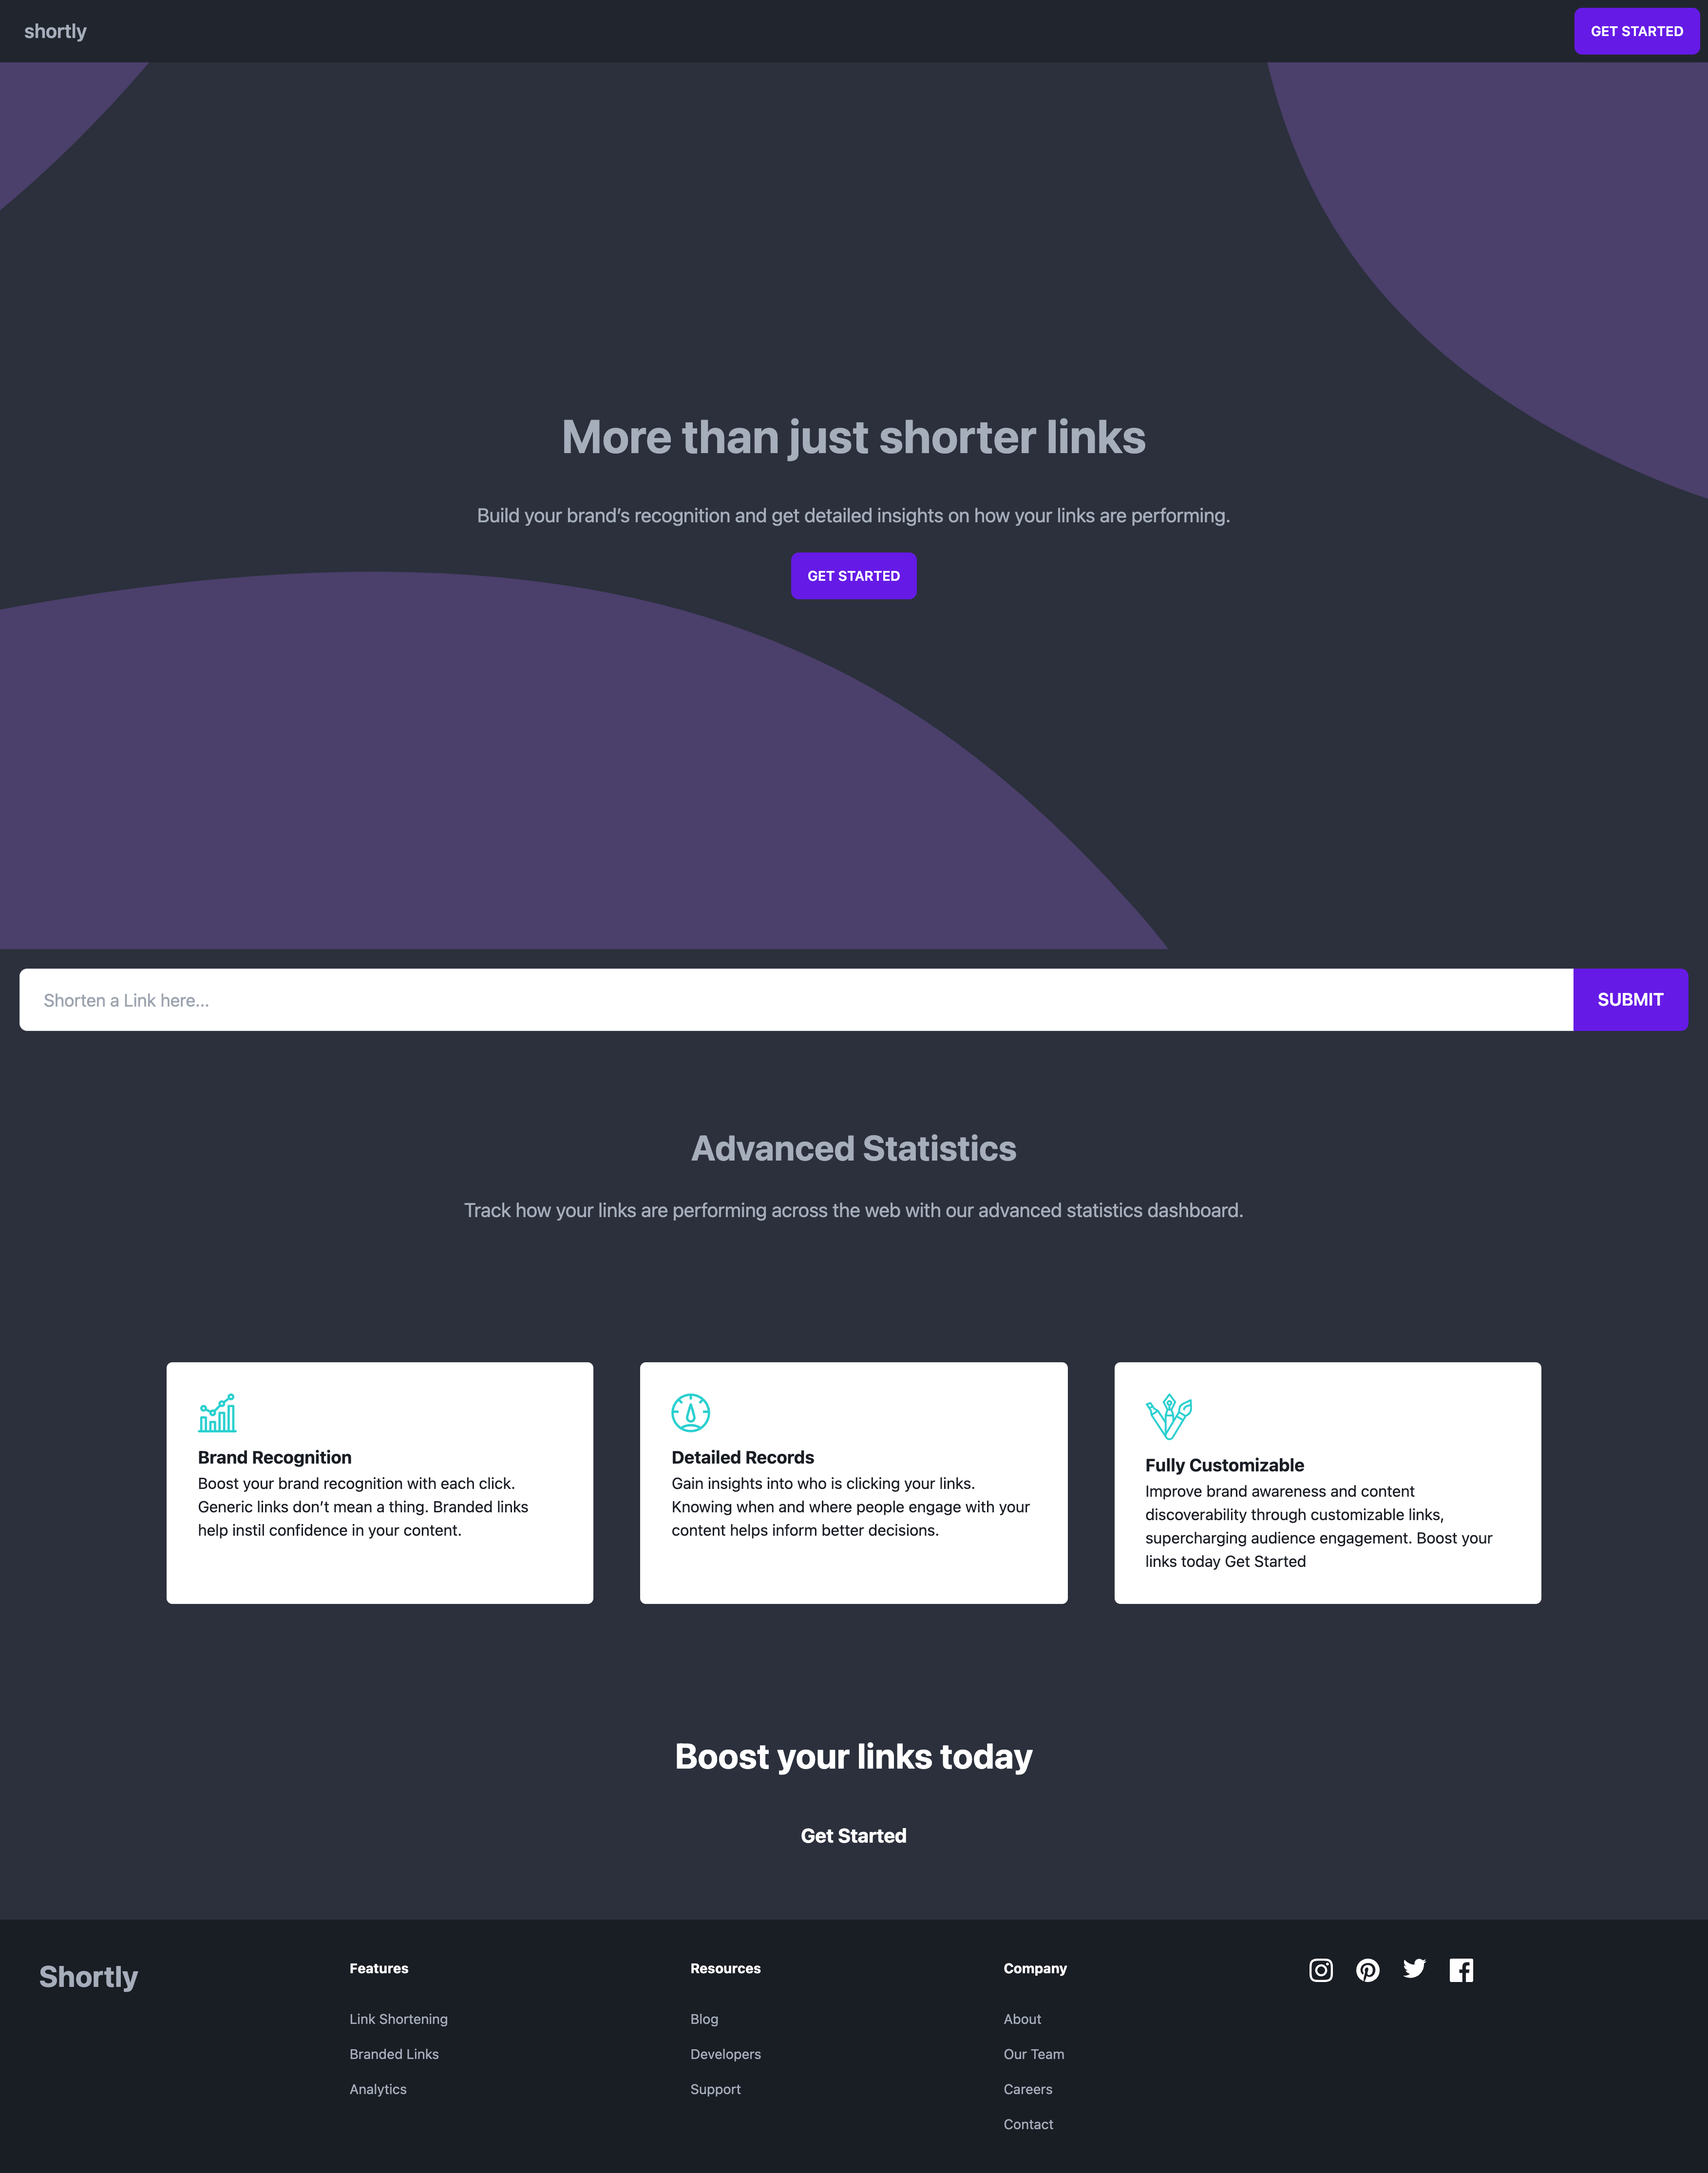 shortly
GET STARTED
More than just shorter links
Build your brand’s recognition and get detailed insights on how your links are performing.
GET STARTED
Shorten a Link here...
SUBMIT
Advanced Statistics
Track how your links are performing across the web with our advanced statistics dashboard.
Brand Recognition
Boost your brand recognition with each click.
Generic links don’t mean a thing. Branded links
help instil confidence in your content.
Detailed Records
Gain insights into who is clicking your links.
Knowing when and where people engage with your
content helps inform better decisions.
Fully Customizable
Improve brand awareness and content
discoverability through customizable links,
supercharging audience engagement. Boost your
links today Get Started
Boost your links today
Get Started
Shortly
Features
Link Shortening
Branded Links
Analytics
Resources
Blog
Developers
Support
Company
About
Our Team
Careers
Contact